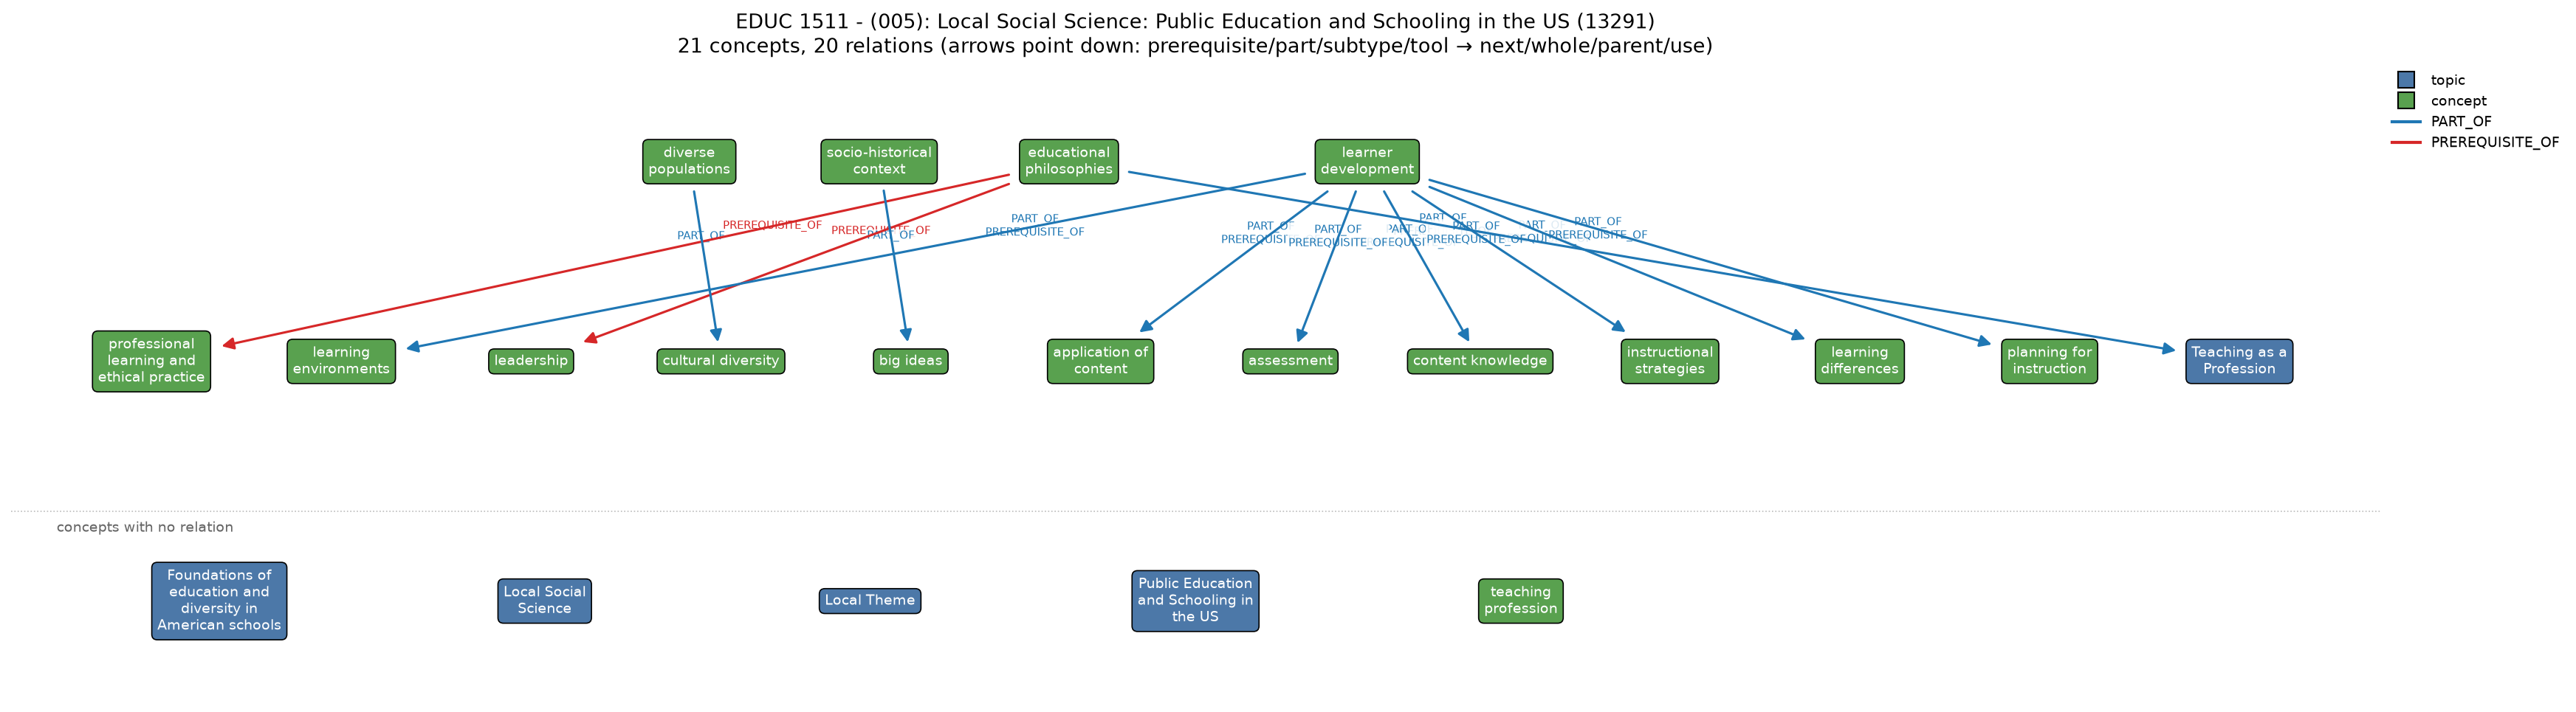 EDUC 1511 - (005): Local Social Science: Public Education and Schooling in the US (13291)
21 concepts, 20 relations (arrows point down: prerequisite/part/subtype/tool → next/whole/parent/use)
topic
concept
PART_OF
PREREQUISITE_OF
diverse
populations
socio-historical
context
educational
philosophies
learner
development
PREREQUISITE_OF
PART_OF
PREREQUISITE_OF
PART_OF
PART_OF
PREREQUISITE_OF
PART_OF
PART_OF
PREREQUISITE_OF
PART_OF
PART_OF
PREREQUISITE_OF
PART_OF
PREREQUISITE_OF
professional
learning and
ethical practice
learning
environments
leadership
cultural diversity
big ideas
application of
content
assessment
content knowledge
instructional
strategies
learning
differences
planning for
instruction
Teaching as a
Profession
concepts with no relation
Foundations of
education and
diversity in
American schools
Local Social
Science
Local Theme
Public Education
and Schooling in
the US
teaching
profession